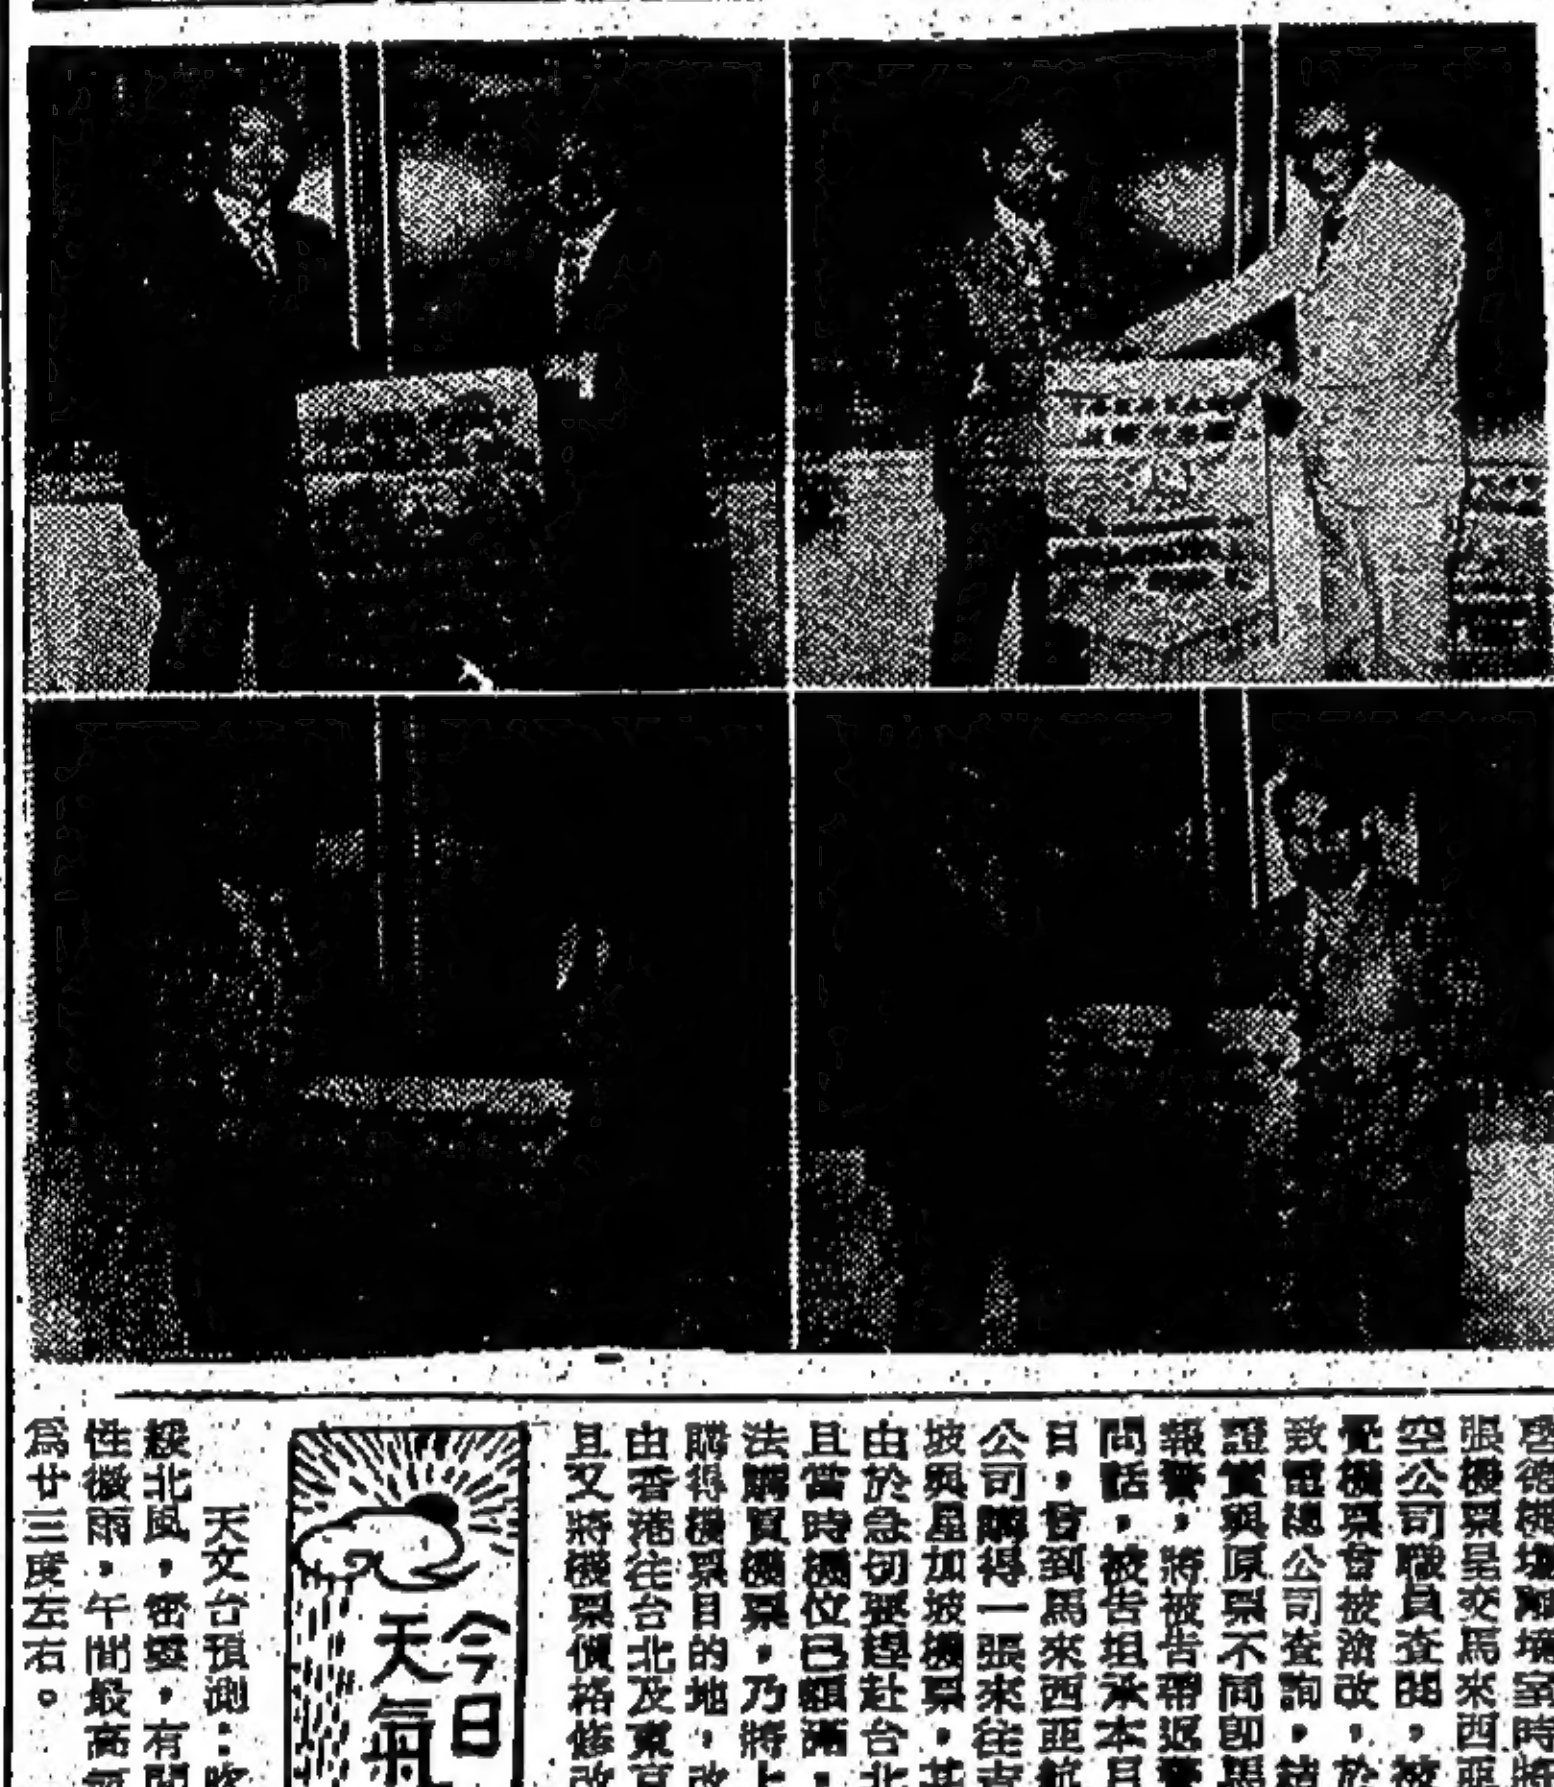 啓德機場離境室時將
張機票呈交馬來西亞
空公司職員查閱，被
覺機票曾被塗改，於
致電總公司查詢，結
證實與原票不同即照
報警，將被告帶返警
問話，被告坦承本月
日，曾到馬來西亞航
公司購得一張來往吉
坡與星加坡機票，其
由於急切要趕赴台北
且當時機位已額滿，
法購買機票，乃將上
購得機票目的地，改
由香港往台北及東京
且又將機票價格修改
今日
天氣
天文台預測：吹
緩北風，密雲，有間
性微雨，午間最高氣
爲廿三度左右。